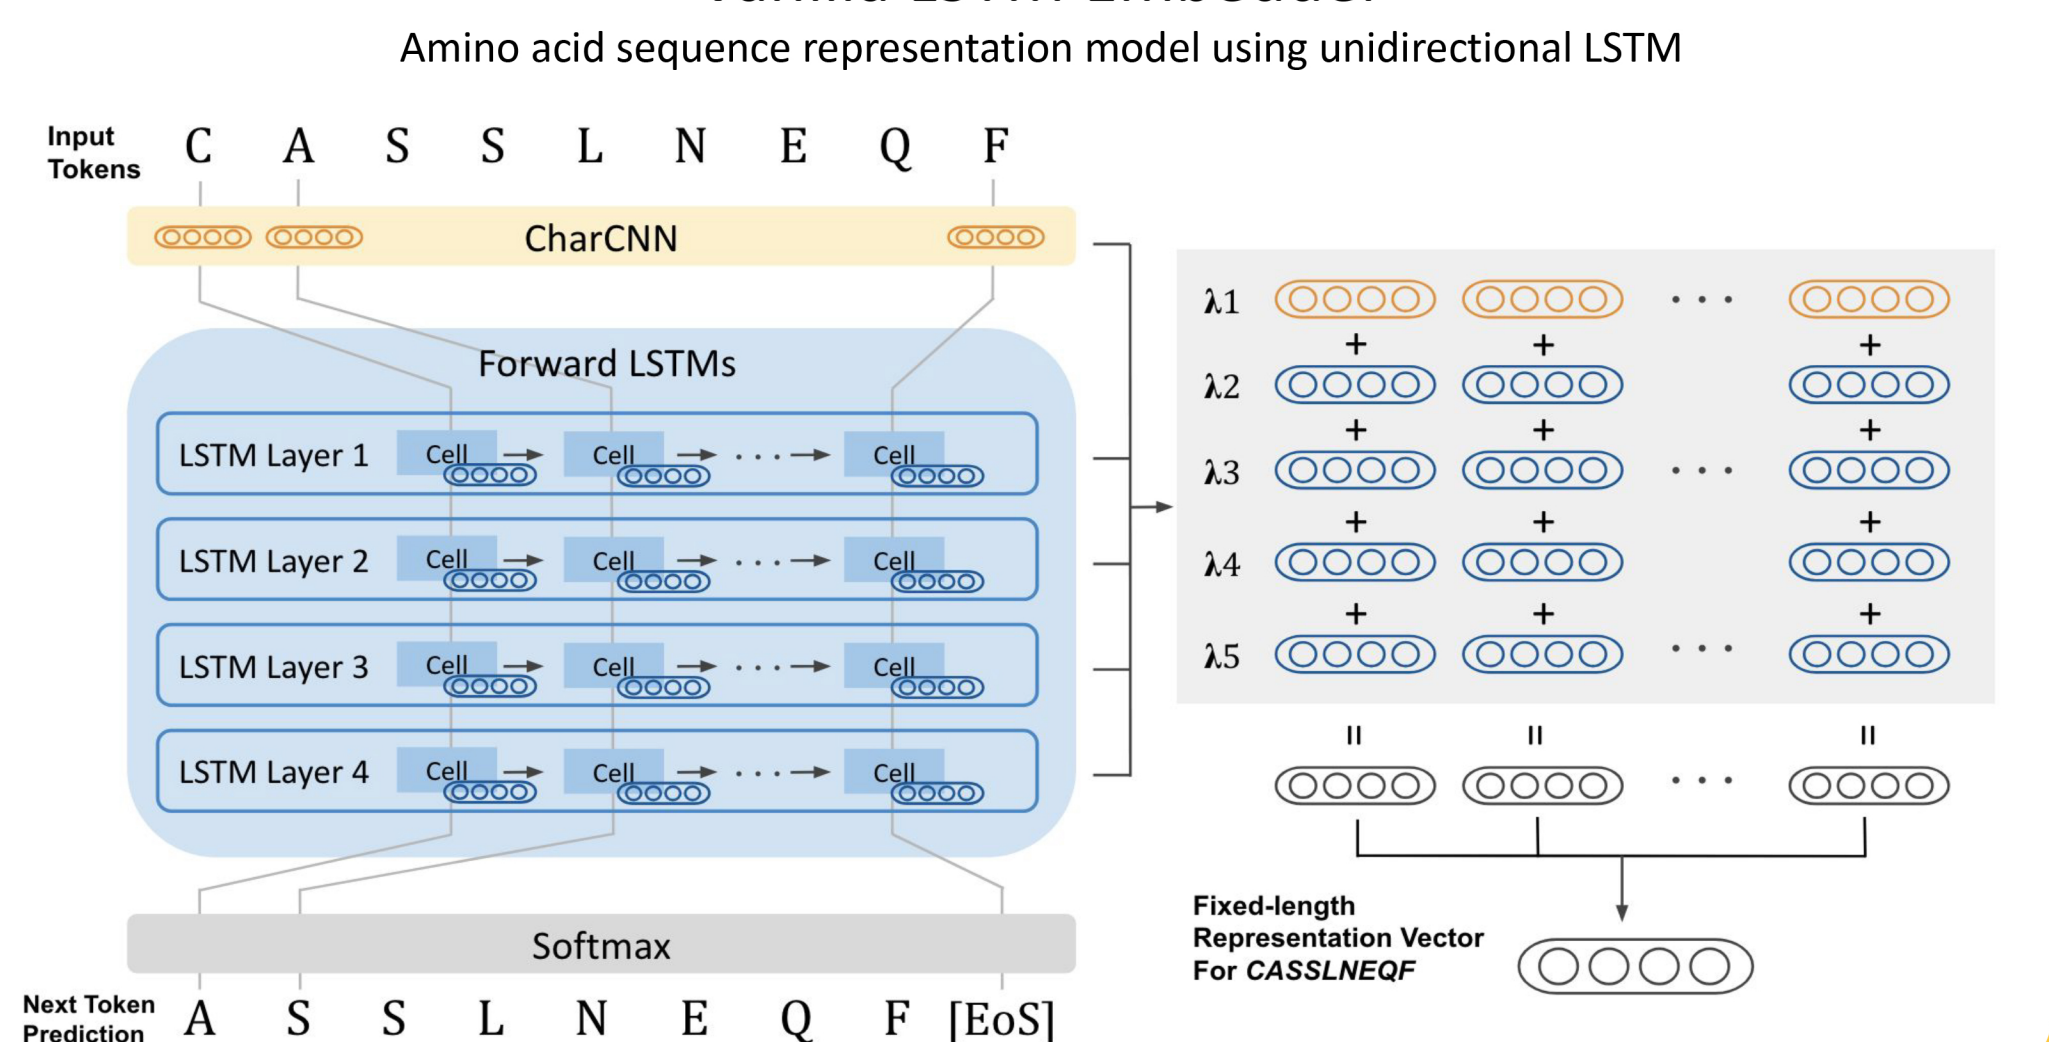 Amino acid sequence representation model using unidirectional LSTM
Input
Tokens
C A S S L N E Q F
CharCNN
Forward LSTMs
LSTM Layer 1 Cell Cell ... Cell
LSTM Layer 2 Cell Cell ... Cell
LSTM Layer 3 Cell Cell ... Cell
LSTM Layer 4 Cell Cell ... Cell
Softmax
Next Token
Prediction
A S S L N E Q F [EoS]
λ1 ...
+ + +
λ2
+ + +
λ3 ...
+ + +
λ4
+ + +
λ5 ...
= = =
...
Fixed-length
Representation Vector
For CASSLNEQF